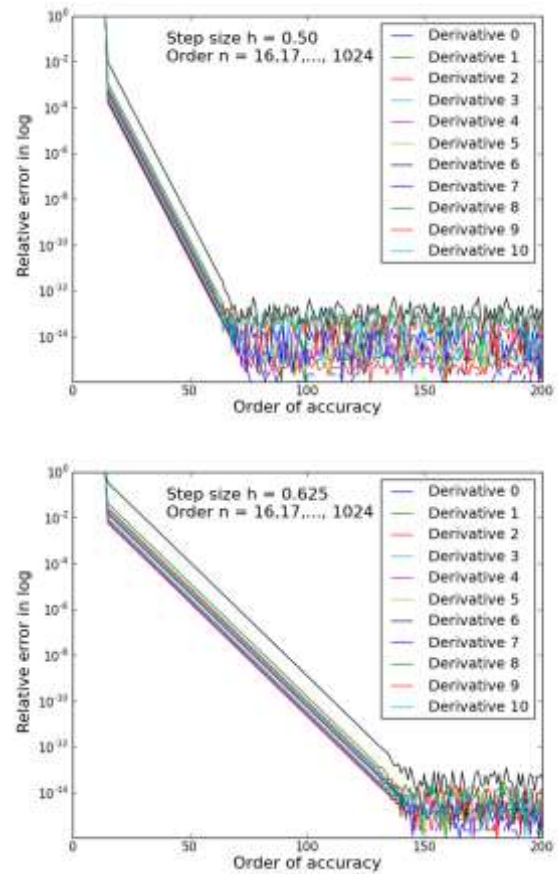 Step size h = 0.50
Order n = 16,17,..., 1024
Derivative 0
Derivative 1
Derivative 2
Derivative 3
Derivative 4
Derivative 5
Derivative 6
Derivative 7
Derivative 8
Derivative 9
Derivative 10
Relative error in log
10^0
10^-2
10^-4
10^-6
10^-8
10^-10
10^-12
10^-14
0 50 100 150 200
Order of accuracy
Step size h = 0.625
Order n = 16,17,..., 1024
Derivative 0
Derivative 1
Derivative 2
Derivative 3
Derivative 4
Derivative 5
Derivative 6
Derivative 7
Derivative 8
Derivative 9
Derivative 10
Relative error in log
10^0
10^-2
10^-4
10^-6
10^-8
10^-10
10^-12
10^-14
0 50 100 150 200
Order of accuracy